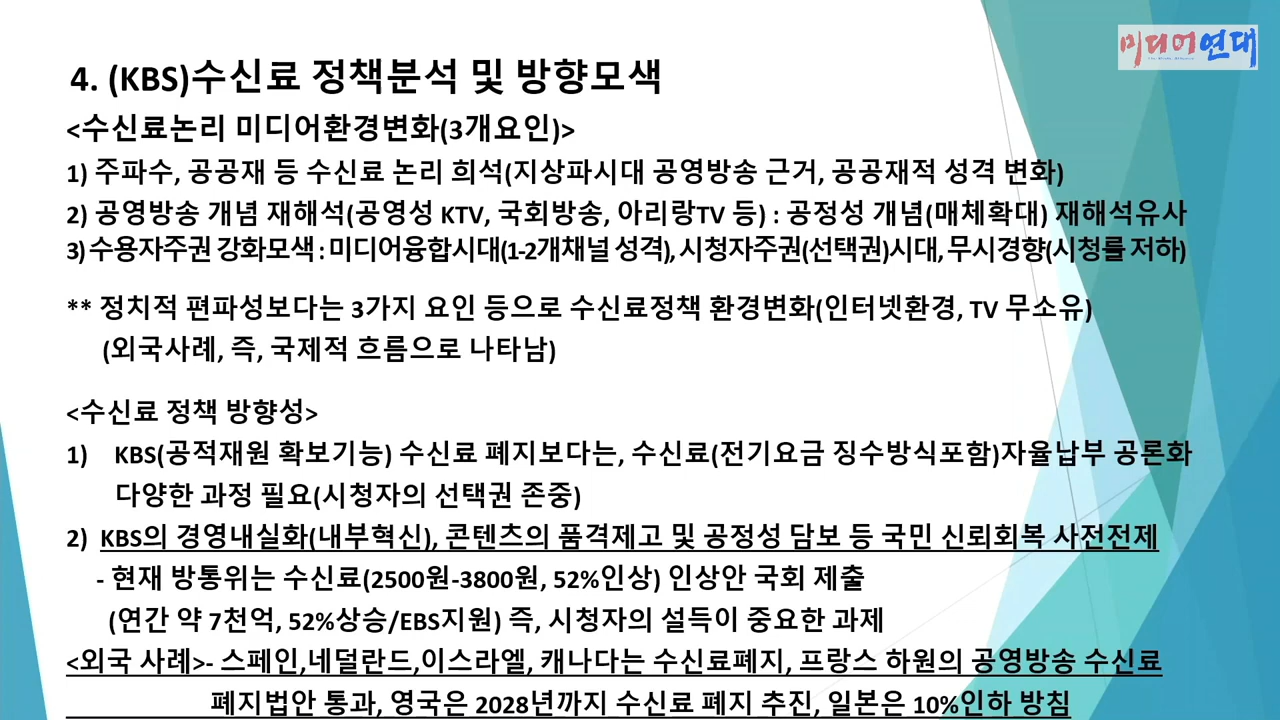 미디어연대
4. (KBS)수신료 정책분석 및 방향모색
<수신료논리 미디어환경변화(3개요인)>
1) 주파수, 공공재 등 수신료 논리 희석(지상파시대 공영방송 근거, 공공재적 성격 변화)
2) 공영방송 개념 재해석(공영성 KTV, 국회방송, 아리랑TV 등) : 공정성 개념(매체확대) 재해석유사
3) 수용자주권 강화모색 : 미디어융합시대(1-2개채널 성격), 시청자주권(선택권)시대, 무시경향(시청률 저하)
** 정치적 편파성보다는 3가지 요인 등으로 수신료정책 환경변화(인터넷환경, TV 무소유)
(외국사례, 즉, 국제적 흐름으로 나타남)
<수신료 정책 방향성>
1) KBS(공적재원 확보기능) 수신료 폐지보다는, 수신료(전기요금 징수방식포함)자율납부 공론화
다양한 과정 필요(시청자의 선택권 존중)
2) KBS의 경영내실화(내부혁신), 콘텐츠의 품격제고 및 공정성 담보 등 국민 신뢰회복 사전전제
- 현재 방통위는 수신료(2500원-3800원, 52%인상) 인상안 국회 제출
(연간 약 7천억, 52%상승/EBS지원) 즉, 시청자의 설득이 중요한 과제
<외국 사례>- 스페인,네덜란드,이스라엘, 캐나다는 수신료폐지, 프랑스 하원의 공영방송 수신료
폐지법안 통과, 영국은 2028년까지 수신료 폐지 추진, 일본은 10%인하 방침